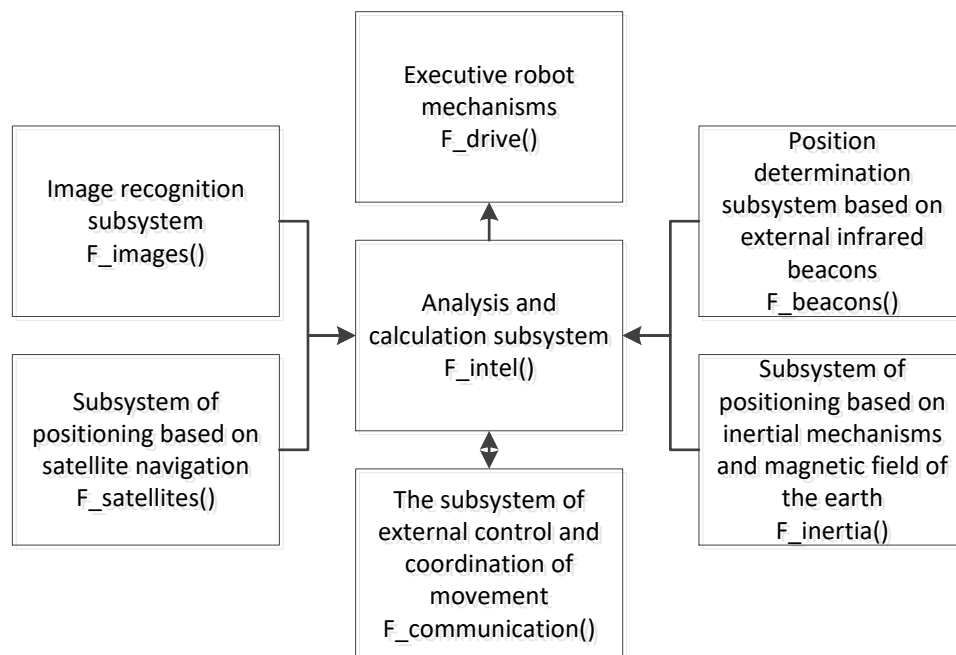 Executive robot
mechanisms
F_drive()
Image recognition
subsystem
F_images()
Position
determination
subsystem based on
external infrared
beacons
F_beacons()
Analysis and
calculation subsystem
F_intel()
Subsystem of
positioning based on
satellite navigation
F_satellites()
Subsystem of
positioning based on
inertial mechanisms
and magnetic field of
the earth
F_inertia()
The subsystem of
external control and
coordination of
movement
F_communication()